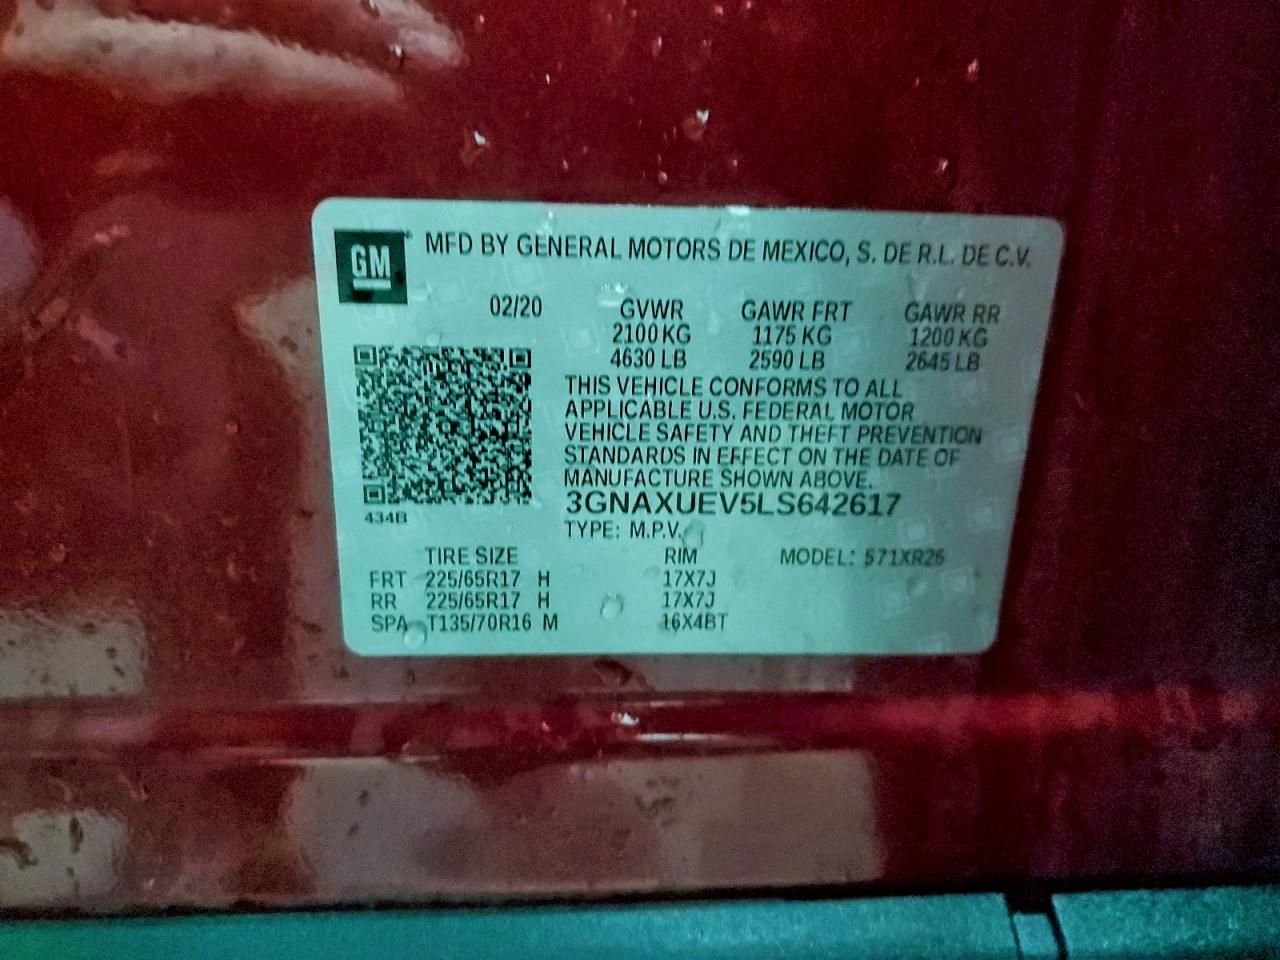 GM MFD BY GENERAL MOTORS DE MEXICO, S. DE R.L. DE C.V.
02/20 GVWR GAWR FRT GAWR RR
2100 KG 1175 KG 1200 KG
4630 LB 2590 LB 2645 LB
THIS VEHICLE CONFORMS TO ALL
APPLICABLE U.S. FEDERAL MOTOR
VEHICLE SAFETY AND THEFT PREVENTION
STANDARDS IN EFFECT ON THE DATE OF
MANUFACTURE SHOWN ABOVE.
3GNAXUEV5LS642617
434B
TYPE: M.P.V.
TIRE SIZE RIM MODEL: 571XR26
FRT 225/65R17 H 17X7J
RR 225/65R17 H 17X7J
SPA T135/70R16 M 16X4BT